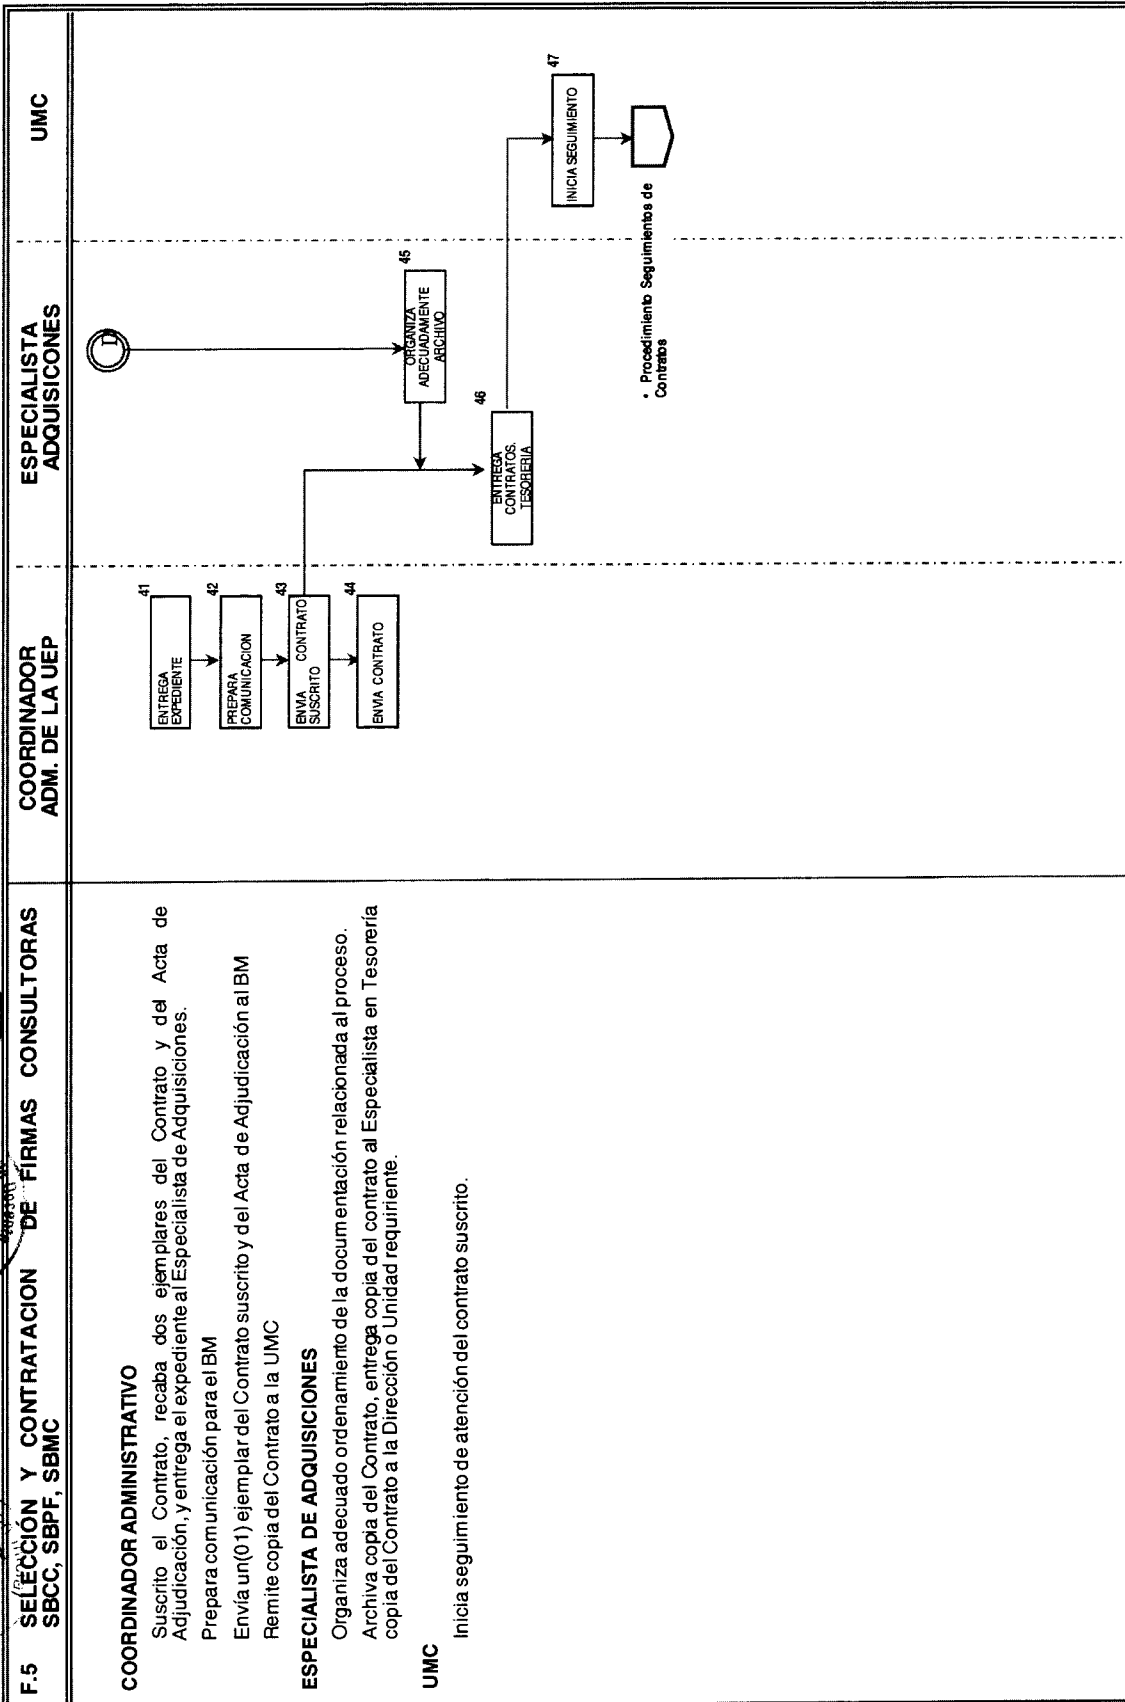 F.5 SELECCIÓN Y CONTRATACION DE FIRMAS CONSULTORAS
SBCC, SBPF, SBMC
COORDINADOR
ADM. DE LA UEP
ESPECIALISTA
ADQUISICONES
UMC
COORDINADOR ADMINISTRATIVO
Suscrito el Contrato, recaba dos ejemplares del Contrato y del Acta de
Adjudicación, y entrega el expediente al Especialista de Adquisiciones.
Prepara comunicación para el BM
Envía un(01) ejemplar del Contrato suscrito y del Acta de Adjudicación al BM
Remite copia del Contrato a la UMC
ESPECIALISTA DE ADQUISICIONES
Organiza adecuado ordenamiento de la documentación relacionada al proceso.
Archiva copia del Contrato, entrega copia del contrato al Especialista en Tesorería
copia del Contrato a la Dirección o Unidad requiriente.
UMC
Inicia seguimiento de atención del contrato suscrito.
41
ENTREGA
EXPEDIENTE
42
PREPARA
COMUNICACION
43
ENVIA CONTRATO
SUSCRITO
44
ENVIA CONTRATO
D
45
ORGANIZA
ADECUADAMENTE
ARCHIVO
46
ENTREGA
CONTRATOS.
TESORERIA
47
INICIA SEGUIMIENTO
• Procedimiento Seguimientos de
Contratos